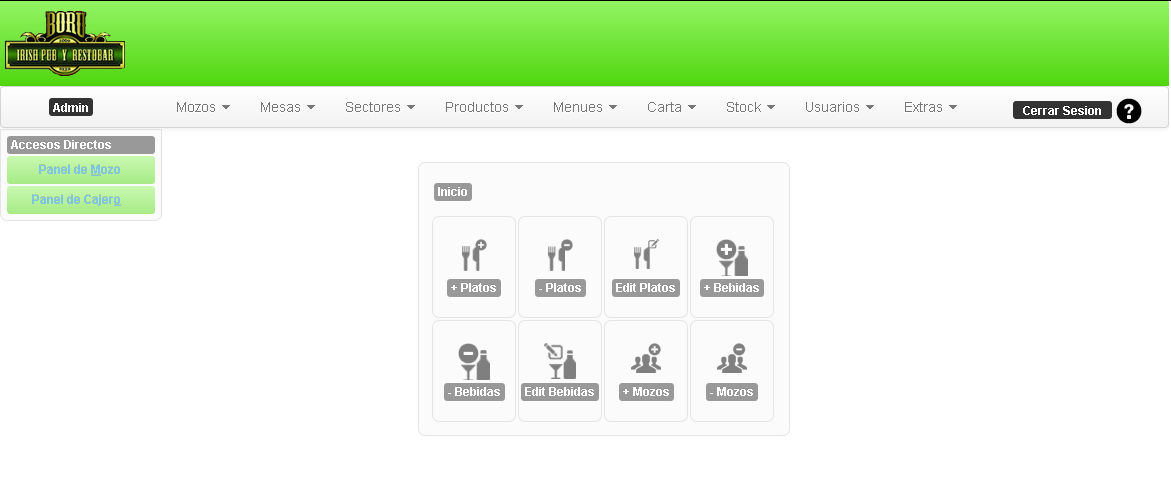 BORU
IRISH PUB Y RESTOBAR
Admin
Mozos
Mesas
Sectores
Productos
Menues
Carta
Stock
Usuarios
Extras
Cerrar Sesion
?
Accesos Directos
Panel de Mozo
Panel de Cajero
Inicio
+ Platos
- Platos
Edit Platos
+ Bebidas
- Bebidas
Edit Bebidas
+ Mozos
- Mozos